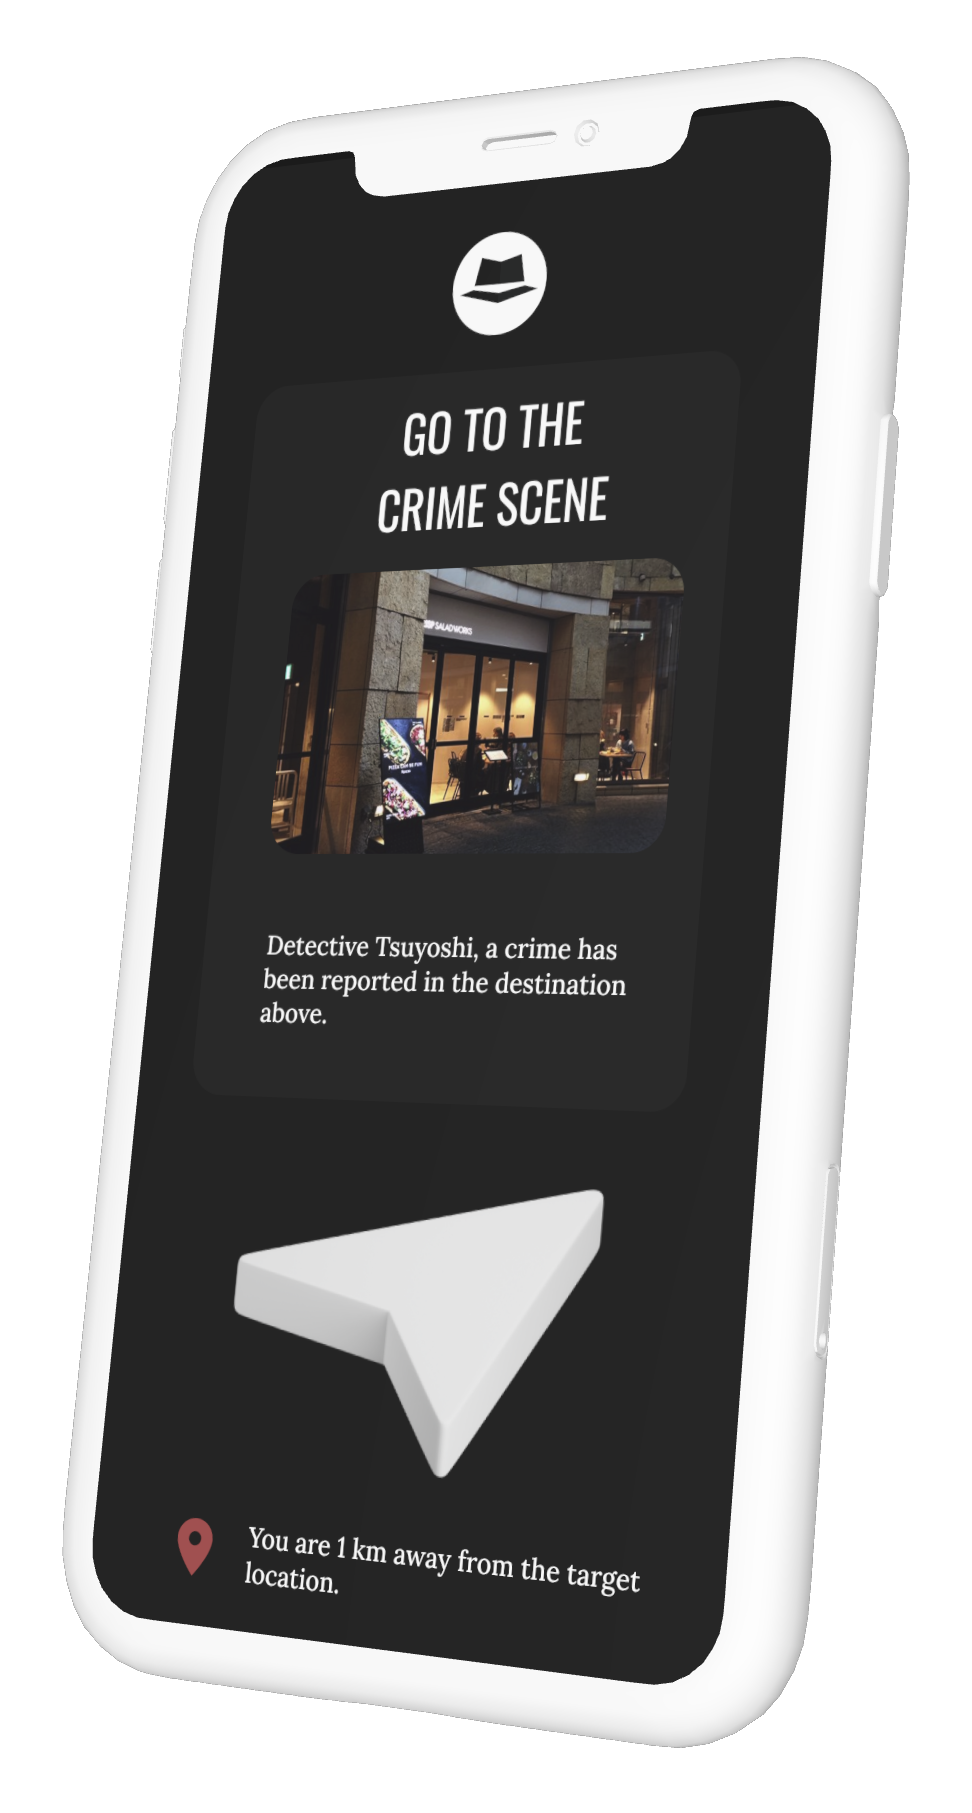 GO TO THE
CRIME SCENE
SALADWORKS
Detective Tsuyoshi, a crime has
been reported in the destination
above.
You are 1 km away from the target
location.